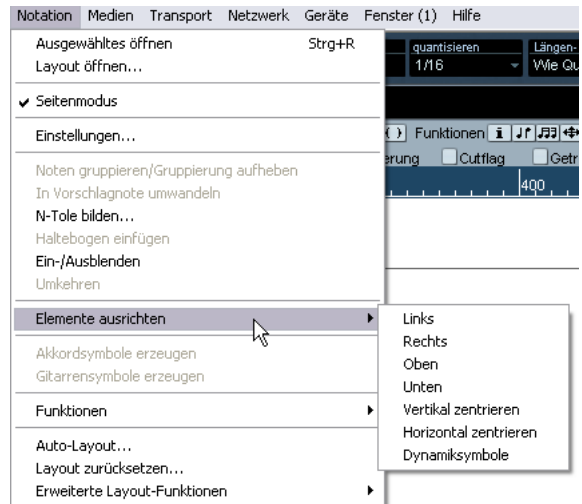 Notation Medien Transport Netzwerk Geräte Fenster (1) Hilfe
Ausgewähltes öffnen Strg+R
Layout öffnen...
Seitenmodus
Einstellungen...
Noten gruppieren/Gruppierung aufheben
In Vorschlagnote umwandeln
N-Tole bilden...
Haltebogen einfügen
Ein-/Ausblenden
Umkehren
Elemente ausrichten
Akkordsymbole erzeugen
Gitarrensymbole erzeugen
Funktionen
Auto-Layout...
Layout zurücksetzen...
Erweiterte Layout-Funktionen
quantisieren Längen-
1/16 Wie Qu
Funktionen
erung Cutflag Getr
400
Links
Rechts
Oben
Unten
Vertikal zentrieren
Horizontal zentrieren
Dynamiksymbole